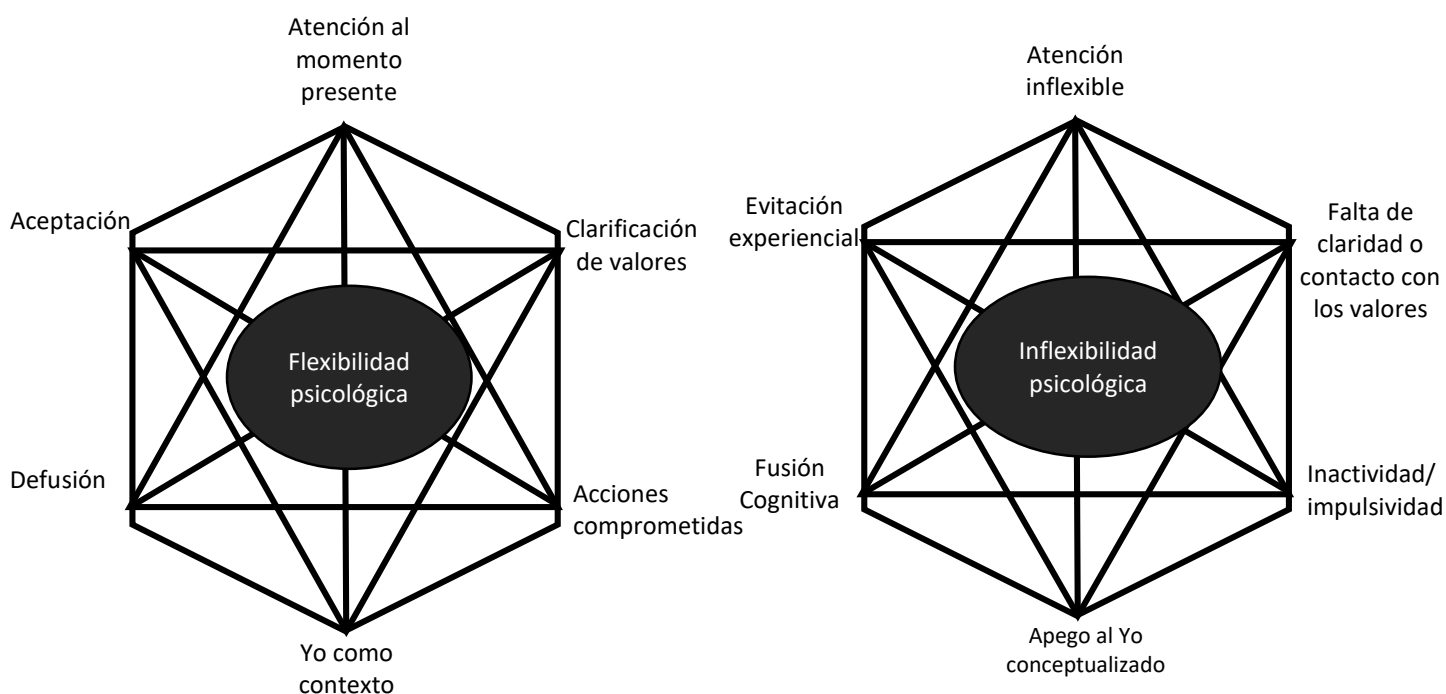 Atención al
momento
presente
Aceptación
Clarificación
de valores
Flexibilidad
psicológica
Defusión
Acciones
comprometidas
Yo como
contexto
Atención
inflexible
Evitación
experiencial
Falta de
claridad o
contacto con
los valores
Inflexibilidad
psicológica
Fusión
Cognitiva
Inactividad/
impulsividad
Apego al Yo
conceptualizado